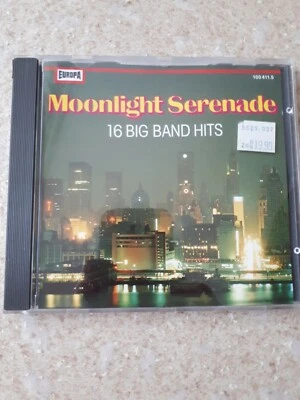 EUROPA
100 411.5
Moonlight Serenade
16 BIG BAND HITS